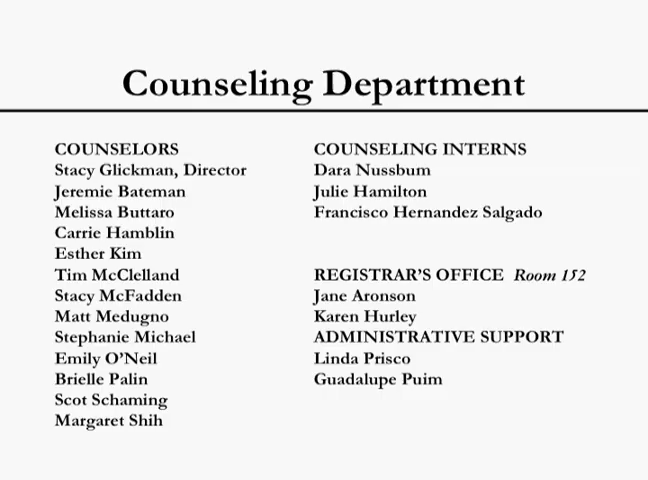 Counseling Department
COUNSELORS
Stacy Glickman, Director
Jeremie Bateman
Melissa Buttaro
Carrie Hamblin
Esther Kim
Tim McClelland
Stacy McFadden
Matt Medugno
Stephanie Michael
Emily O’Neil
Brielle Palin
Scot Schaming
Margaret Shih
COUNSELING INTERNS
Dara Nussbum
Julie Hamilton
Francisco Hernandez Salgado
REGISTRAR’S OFFICE Room 152
Jane Aronson
Karen Hurley
ADMINISTRATIVE SUPPORT
Linda Prisco
Guadalupe Puim